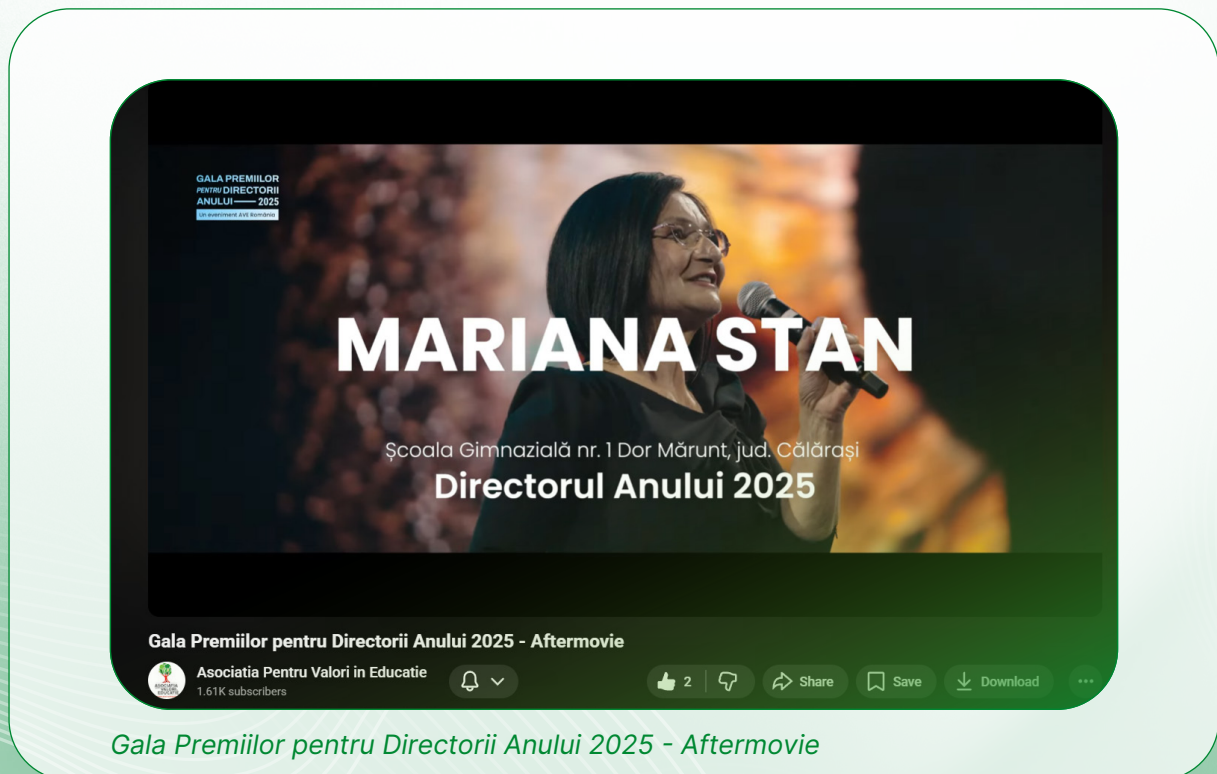 GALA PREMIILOR
PENTRU DIRECTORII
ANULUI — 2025
Un eveniment AVE România
MARIANA STAN
Școala Gimnazială nr. 1 Dor Mărunt, jud. Călărași
Directorul Anului 2025
Gala Premiilor pentru Directorii Anului 2025 - Aftermovie
Asociatia Pentru Valori in Educatie
1.61K subscribers
2
Share
Save
Download
Gala Premiilor pentru Directorii Anului 2025 - Aftermovie